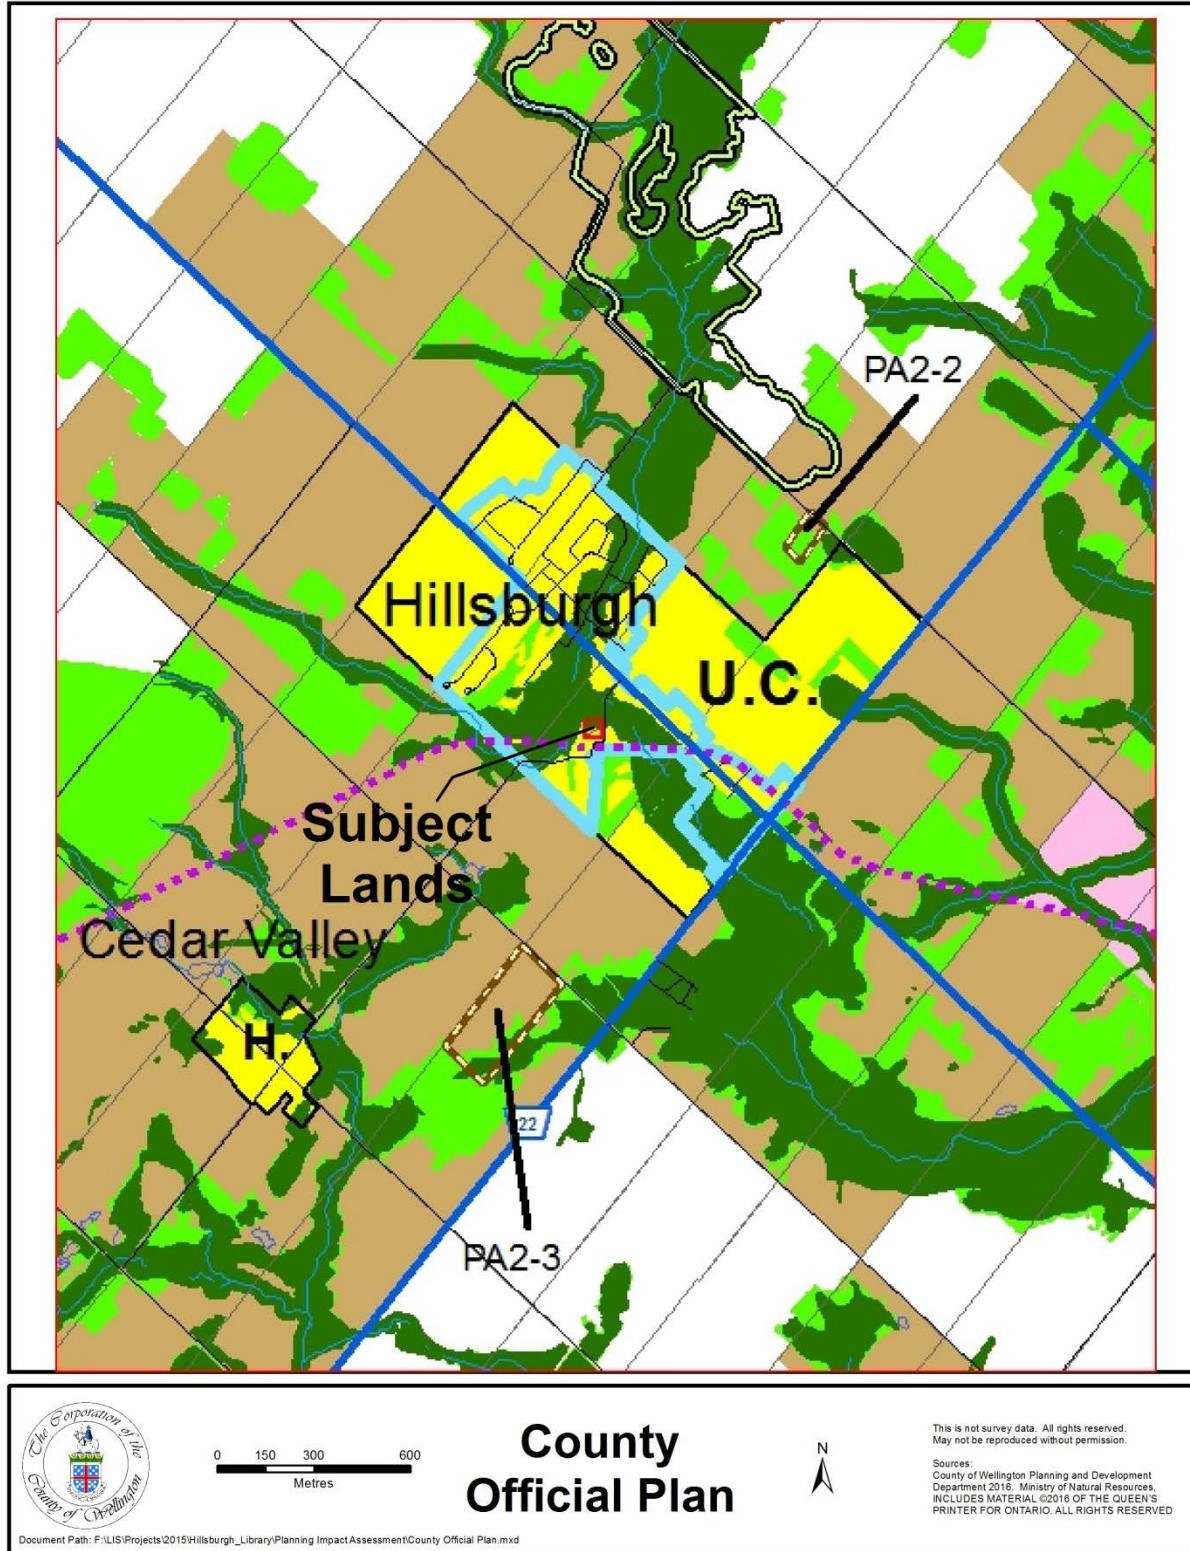 PA2-2
Hillsburgh
U.C.
Subject
Lands
Cedar Valley
H.
22
PA2-3
The Corporation of the
County of Wellington
0 150 300 600
Metres
County
Official Plan
N
This is not survey data. All rights reserved.
May not be reproduced without permission.
Sources:
County of Wellington Planning and Development
Department 2016. Ministry of Natural Resources,
INCLUDES MATERIAL ©2016 OF THE QUEEN'S
PRINTER FOR ONTARIO. ALL RIGHTS RESERVED
Document Path: F:\LIS\Projects\2015\Hillsburgh_Library\Planning Impact Assessment\County Official Plan.mxd